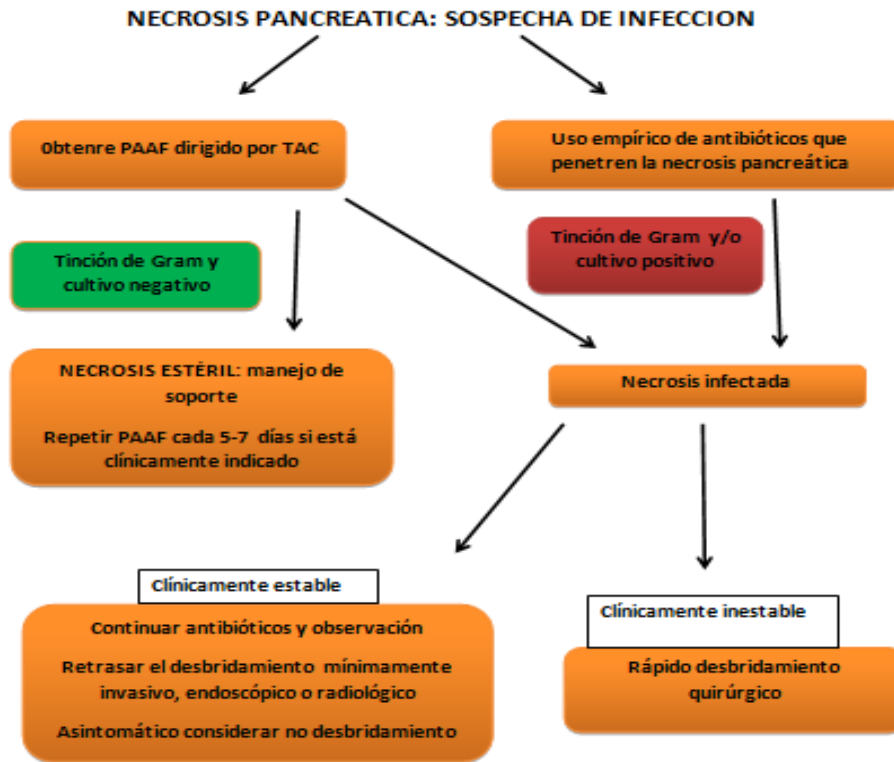 NECROSIS PANCREATICA: SOSPECHA DE INFECCION
Obtenre PAAF dirigido por TAC
Uso empírico de antibióticos que
penetren la necrosis pancreática
Tinción de Gram y
cultivo negativo
Tinción de Gram y/o
cultivo positivo
NECROSIS ESTÉRIL: manejo de
soporte
Repetir PAAF cada 5-7 días si está
clínicamente indicado
Necrosis infectada
Clínicamente estable
Continuar antibióticos y observación
Retrasar el desbridamiento mínimamente
invasivo, endoscópico o radiológico
Asintomático considerar no desbridamiento
Clínicamente inestable
Rápido desbridamiento
quirúrgico